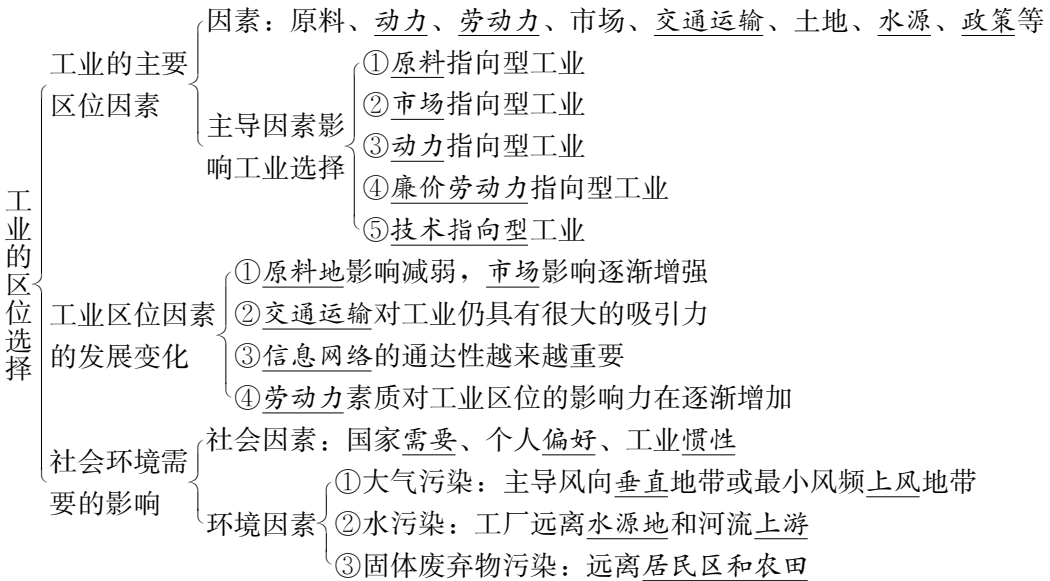 因素：原料、动力、劳动力、市场、交通运输、土地、水源、政策等
工业的主要
区位因素
主导因素影
响工业选择
①原料指向型工业
②市场指向型工业
③动力指向型工业
④廉价劳动力指向型工业
⑤技术指向型工业
工业的区位选择
工业区位因素
的发展变化
①原料地影响减弱，市场影响逐渐增强
②交通运输对工业仍具有很大的吸引力
③信息网络的通达性越来越重要
④劳动力素质对工业区位的影响力在逐渐增加
社会环境需
要的影响
社会因素：国家需要、个人偏好、工业惯性
环境因素
①大气污染：主导风向垂直地带或最小风频上风地带
②水污染：工厂远离水源地和河流上游
③固体废弃物污染：远离居民区和农田